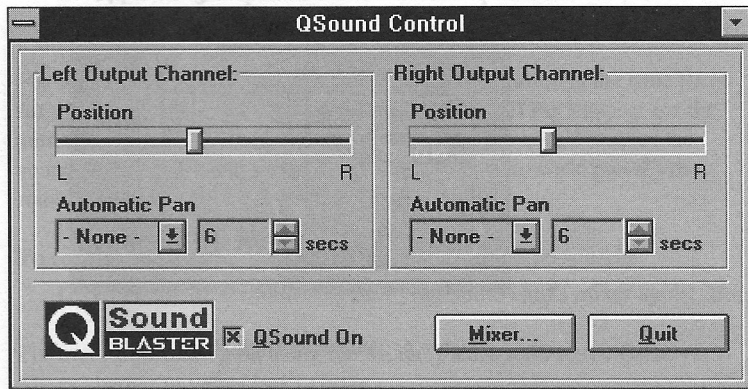 QSound Control
Left Output Channel:
Position
L R
Automatic Pan
- None - 6 secs
Right Output Channel:
Position
L R
Automatic Pan
- None - 6 secs
Q Sound
BLASTER
QSound On
Mixer...
Quit